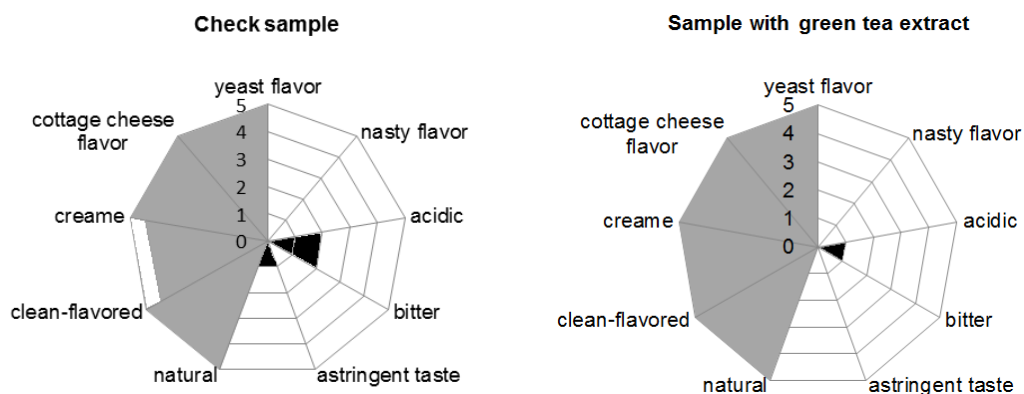 Check sample
yeast flavor
5
4
3
2
1
0
nasty flavor
acidic
bitter
astringent taste
natural
clean-flavored
creame
cottage cheese
flavor
Sample with green tea extract
yeast flavor
5
4
3
2
1
0
nasty flavor
acidic
bitter
astringent taste
natural
clean-flavored
creame
cottage cheese
flavor